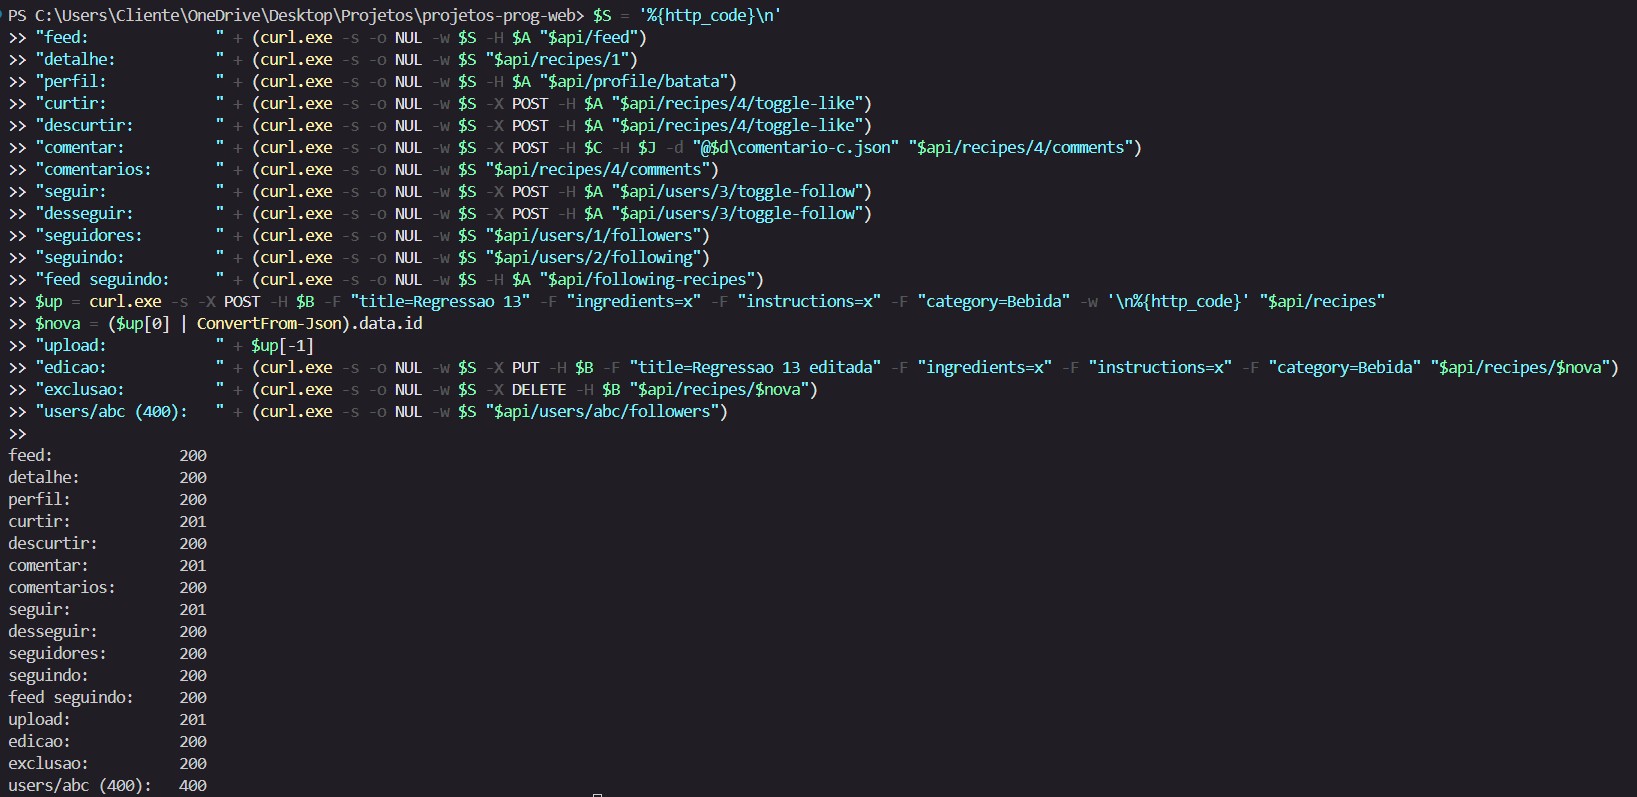 PS C:\Users\Cliente\OneDrive\Desktop\Projetos\projetos-prog-web> $S = '%{http_code}\n'
>> "feed:              " + (curl.exe -s -o NUL -w $S -H $A "$api/feed")
>> "detalhe:           " + (curl.exe -s -o NUL -w $S "$api/recipes/1")
>> "perfil:            " + (curl.exe -s -o NUL -w $S -H $A "$api/profile/batata")
>> "curtir:            " + (curl.exe -s -o NUL -w $S -X POST -H $A "$api/recipes/4/toggle-like")
>> "descurtir:         " + (curl.exe -s -o NUL -w $S -X POST -H $A "$api/recipes/4/toggle-like")
>> "comentar:          " + (curl.exe -s -o NUL -w $S -X POST -H $C -H $J -d "@$d\comentario-c.json" "$api/recipes/4/comments")
>> "comentarios:       " + (curl.exe -s -o NUL -w $S "$api/recipes/4/comments")
>> "seguir:            " + (curl.exe -s -o NUL -w $S -X POST -H $A "$api/users/3/toggle-follow")
>> "desseguir:         " + (curl.exe -s -o NUL -w $S -X POST -H $A "$api/users/3/toggle-follow")
>> "seguidores:        " + (curl.exe -s -o NUL -w $S "$api/users/1/followers")
>> "seguindo:          " + (curl.exe -s -o NUL -w $S "$api/users/2/following")
>> "feed seguindo:     " + (curl.exe -s -o NUL -w $S -H $A "$api/following-recipes")
>> $up = curl.exe -s -X POST -H $B -F "title=Regressao 13" -F "ingredients=x" -F "instructions=x" -F "category=Bebida" -w '\n%{http_code}' "$api/recipes"
>> $nova = ($up[0] | ConvertFrom-Json).data.id
>> "upload:            " + $up[-1]
>> "edicao:            " + (curl.exe -s -o NUL -w $S -X PUT -H $B -F "title=Regressao 13 editada" -F "ingredients=x" -F "instructions=x" -F "category=Bebida" "$api/recipes/$nova")
>> "exclusao:          " + (curl.exe -s -o NUL -w $S -X DELETE -H $B "$api/recipes/$nova")
>> "users/abc (400):   " + (curl.exe -s -o NUL -w $S "$api/users/abc/followers")
>>
feed:              200
detalhe:           200
perfil:            200
curtir:            201
descurtir:         200
comentar:          201
comentarios:       200
seguir:            201
desseguir:         200
seguidores:        200
seguindo:          200
feed seguindo:     200
upload:            201
edicao:            200
exclusao:          200
users/abc (400):   400